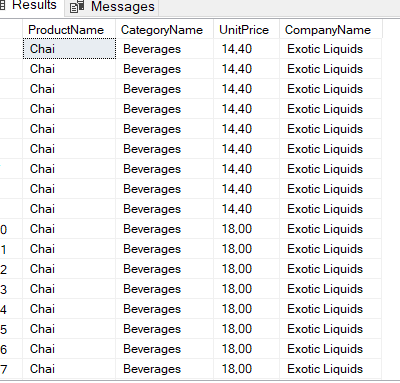 Results Messages
ProductName CategoryName UnitPrice CompanyName
Chai Beverages 14,40 Exotic Liquids
Chai Beverages 14,40 Exotic Liquids
Chai Beverages 14,40 Exotic Liquids
Chai Beverages 14,40 Exotic Liquids
Chai Beverages 14,40 Exotic Liquids
Chai Beverages 14,40 Exotic Liquids
Chai Beverages 14,40 Exotic Liquids
Chai Beverages 14,40 Exotic Liquids
Chai Beverages 14,40 Exotic Liquids
0 Chai Beverages 18,00 Exotic Liquids
1 Chai Beverages 18,00 Exotic Liquids
2 Chai Beverages 18,00 Exotic Liquids
3 Chai Beverages 18,00 Exotic Liquids
4 Chai Beverages 18,00 Exotic Liquids
5 Chai Beverages 18,00 Exotic Liquids
6 Chai Beverages 18,00 Exotic Liquids
7 Chai Beverages 18,00 Exotic Liquids